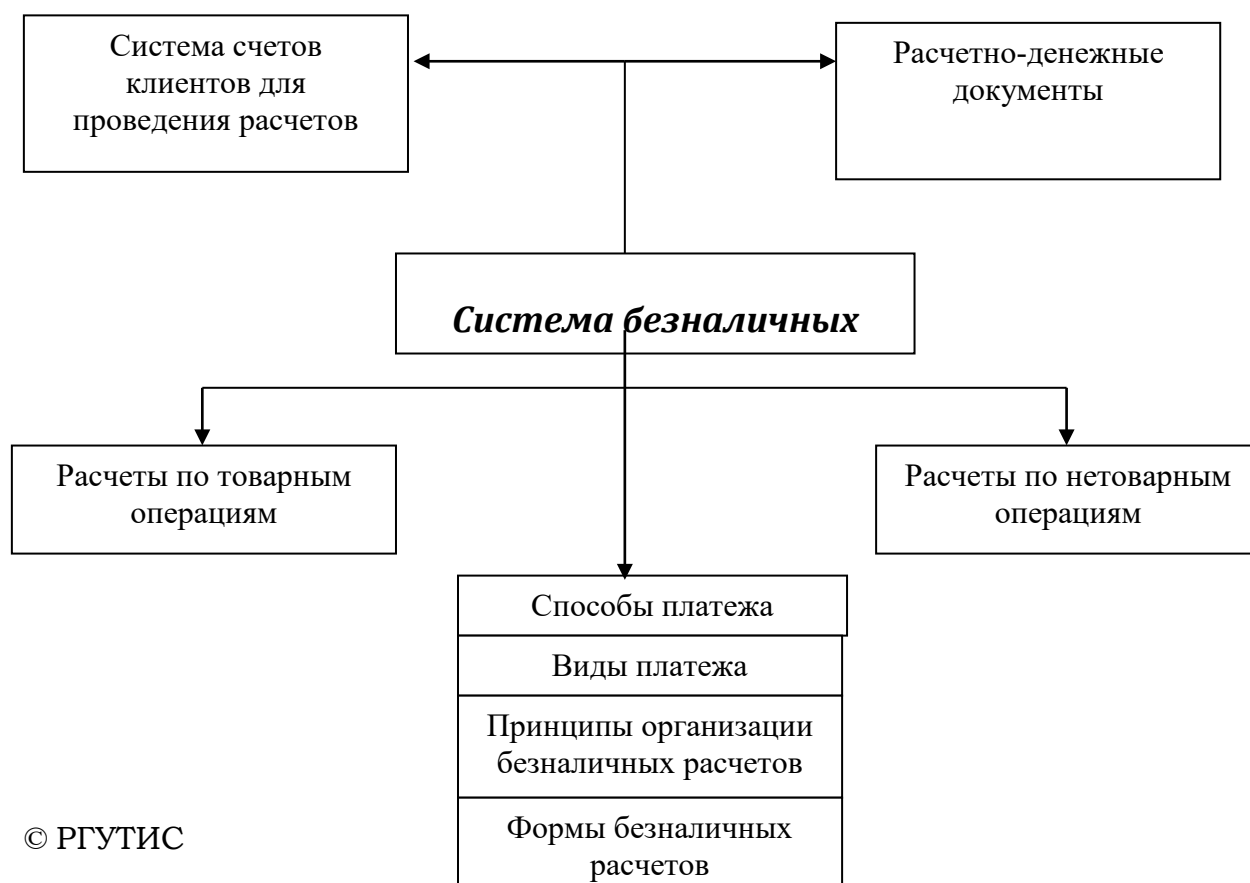 Система счетов
клиентов для
проведения расчетов
Расчетно-денежные
документы
Система безналичных
Расчеты по товарным
операциям
Расчеты по нетоварным
операциям
Способы платежа
Виды платежа
Принципы организации
безналичных расчетов
Формы безналичных
расчетов
© РГУТИС